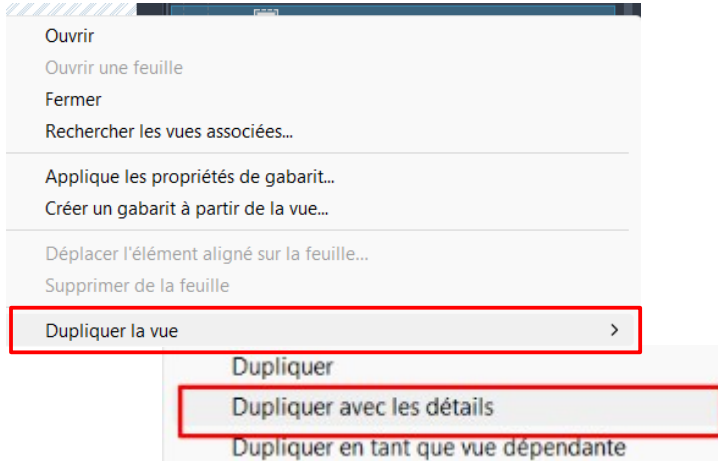 Ouvrir
Ouvrir une feuille
Fermer
Rechercher les vues associées...
Applique les propriétés de gabarit...
Créer un gabarit à partir de la vue...
Déplacer l'élément aligné sur la feuille...
Supprimer de la feuille
Dupliquer la vue
Dupliquer
Dupliquer avec les détails
Dupliquer en tant que vue dépendante